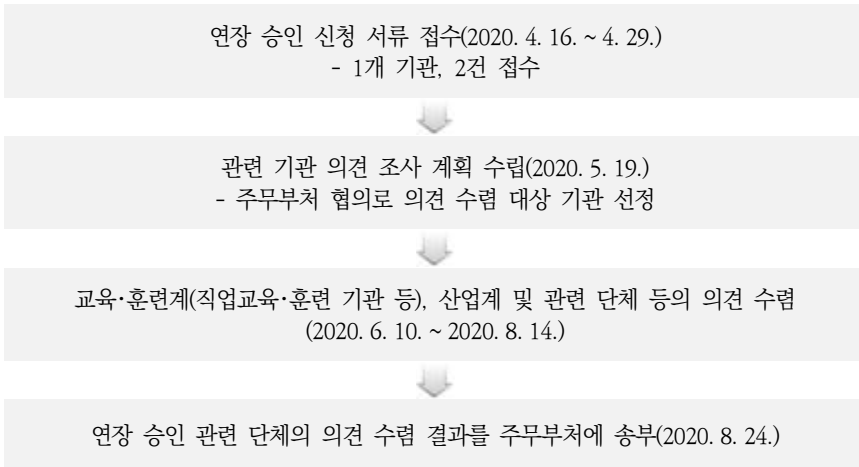 연장 승인 신청 서류 접수(2020. 4. 16. ~ 4. 29.)
- 1개 기관, 2건 접수
관련 기관 의견 조사 계획 수립(2020. 5. 19.)
- 주무부처 협의로 의견 수렴 대상 기관 선정
교육･훈련계(직업교육･훈련 기관 등), 산업계 및 관련 단체 등의 의견 수렴
(2020. 6. 10. ~ 2020. 8. 14.)
연장 승인 관련 단체의 의견 수렴 결과를 주무부처에 송부(2020. 8. 24.)